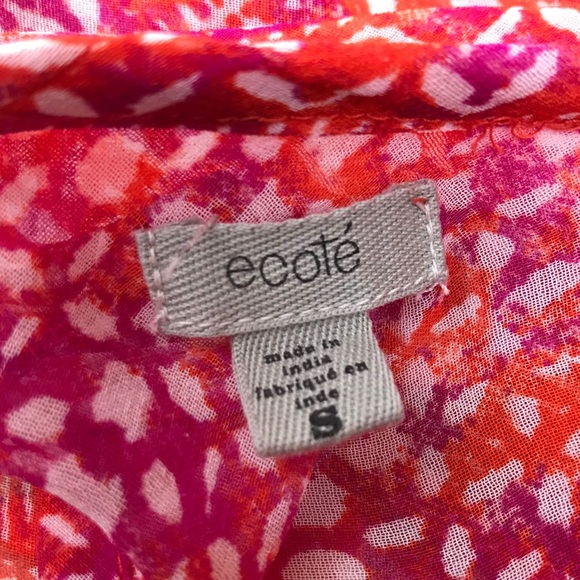 ecoté
made in
india
fabriqué en
inde
S